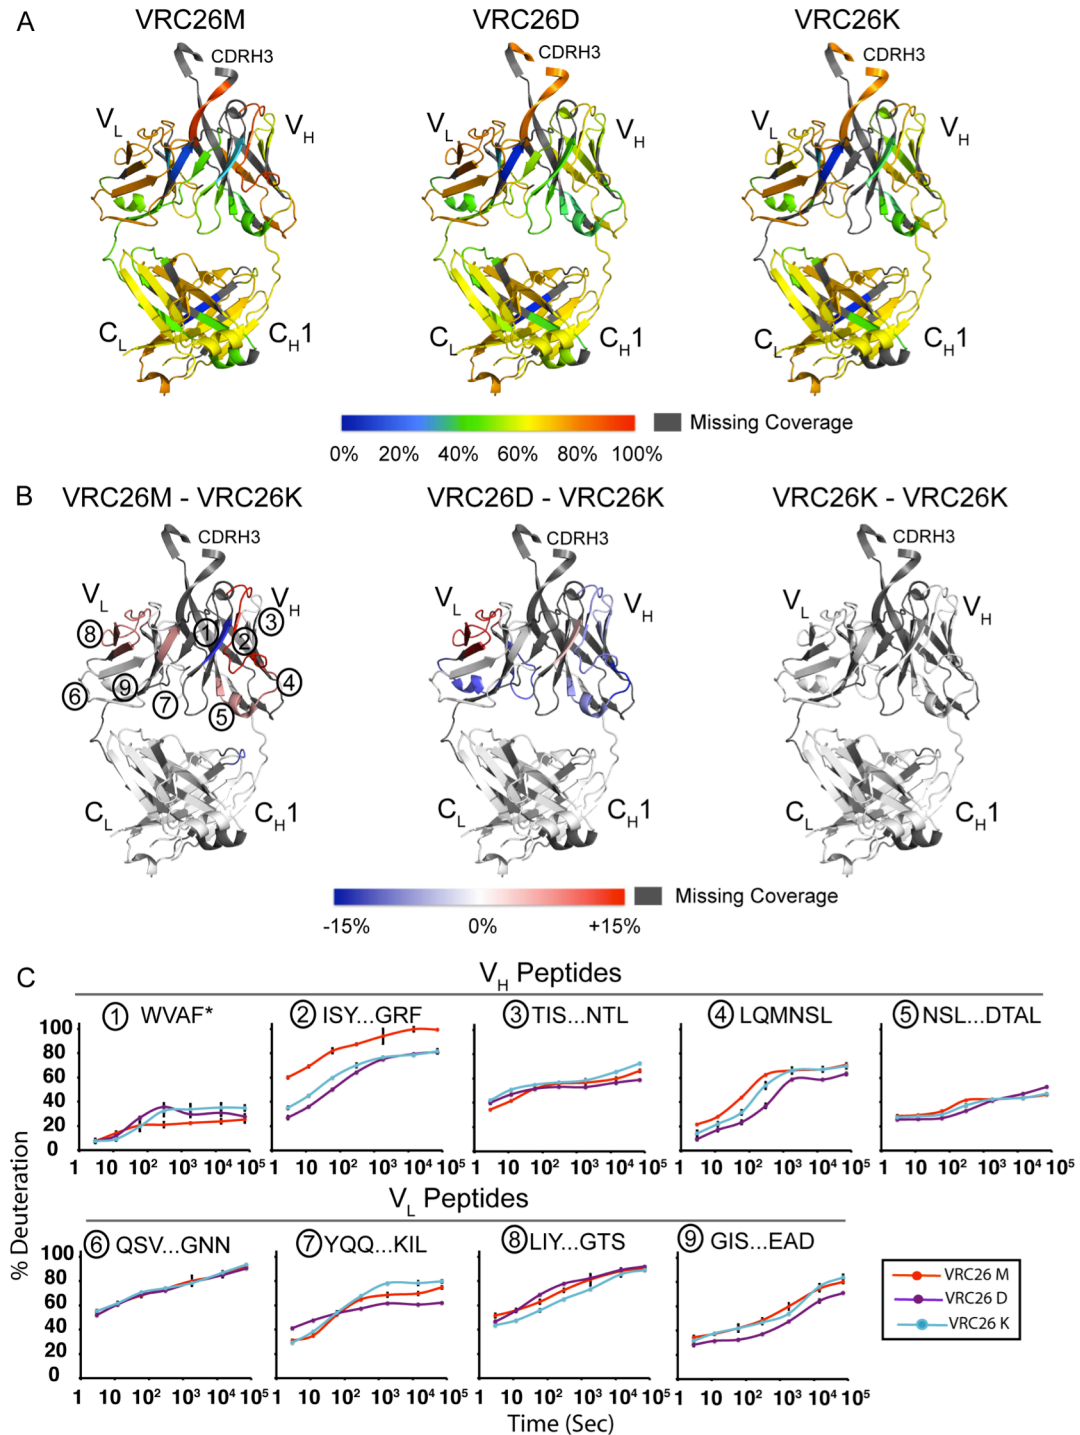 A
VRC26M VRC26D VRC26K
CDRH3 CDRH3 CDRH3
VL VH VL VH VL VH
CL CH1 CL CH1 CL CH1
0% 20% 40% 60% 80% 100% Missing Coverage
B
VRC26M - VRC26K VRC26D - VRC26K VRC26K - VRC26K
CDRH3 CDRH3 CDRH3
VL VH VL VH VL VH
8 1 2 3
6 9 7 5 4
CL CH1 CL CH1 CL CH1
-15% 0% +15% Missing Coverage
C
VH Peptides
1 WVAF* 2 ISY...GRF 3 TIS...NTL 4 LQMNSL 5 NSL...DTAL
100
80
60
40
20
0
1 10 10² 10³ 10⁴ 10⁵ 1 10 10² 10³ 10⁴ 10⁵ 1 10 10² 10³ 10⁴ 10⁵ 1 10 10² 10³ 10⁴ 10⁵ 1 10 10² 10³ 10⁴ 10⁵
% Deuteration
VL Peptides
6 QSV...GNN 7 YQQ...KIL 8 LIY...GTS 9 GIS...EAD
100
80
60
40
20
0
1 10 10² 10³ 10⁴ 10⁵ 1 10 10² 10³ 10⁴ 10⁵ 1 10 10² 10³ 10⁴ 10⁵ 1 10 10² 10³ 10⁴ 10⁵
Time (Sec)
VRC26 M
VRC26 D
VRC26 K